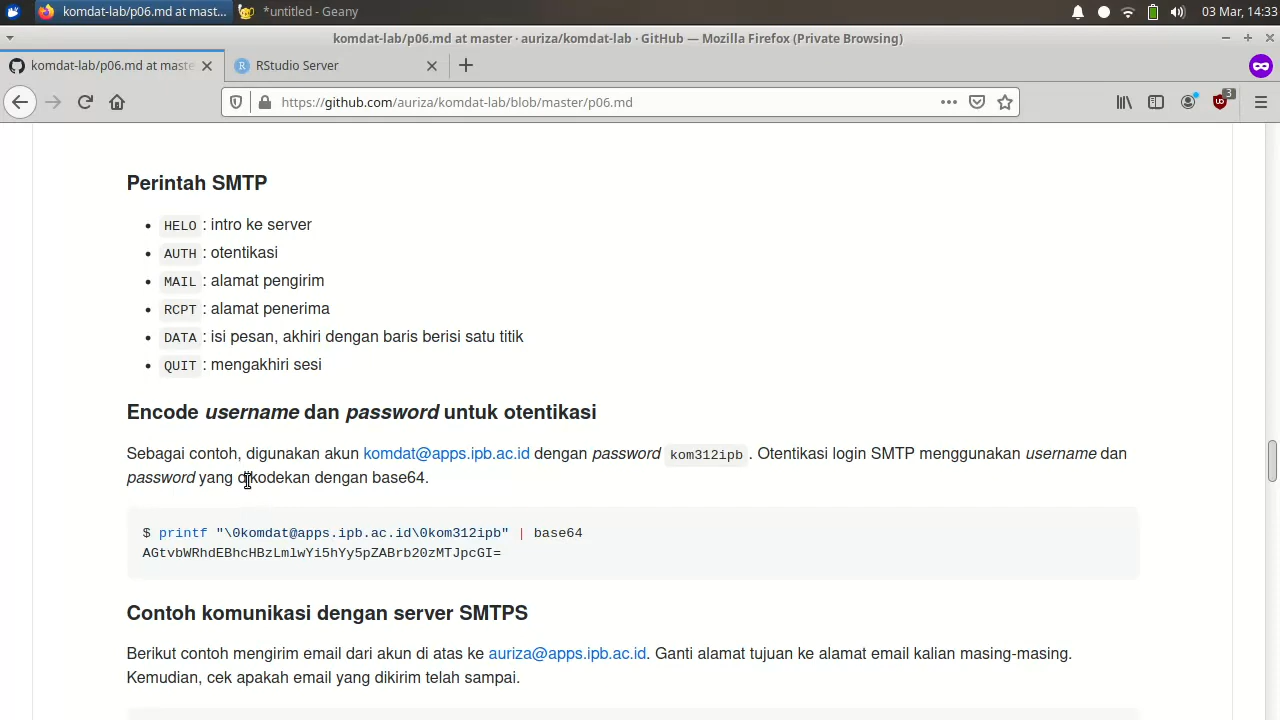 komdat-lab/p06.md at mast...
*untitled - Geany
03 Mar, 14:33
komdat-lab/p06.md at master · auriza/komdat-lab · GitHub — Mozilla Firefox (Private Browsing)
komdat-lab/p06.md at maste
RStudio Server
https://github.com/auriza/komdat-lab/blob/master/p06.md
3
Perintah SMTP
• HELO : intro ke server
• AUTH : otentikasi
• MAIL : alamat pengirim
• RCPT : alamat penerima
• DATA : isi pesan, akhiri dengan baris berisi satu titik
• QUIT : mengakhiri sesi
Encode username dan password untuk otentikasi
Sebagai contoh, digunakan akun komdat@apps.ipb.ac.id dengan password kom312ipb . Otentikasi login SMTP menggunakan username dan
password yang dikodekan dengan base64.
$ printf "\0komdat@apps.ipb.ac.id\0kom312ipb" | base64
AGtvbWRhdEBhcHBzLmlwYi5hYy5pZABrb20zMTJpcGI=
Contoh komunikasi dengan server SMTPS
Berikut contoh mengirim email dari akun di atas ke auriza@apps.ipb.ac.id. Ganti alamat tujuan ke alamat email kalian masing-masing.
Kemudian, cek apakah email yang dikirim telah sampai.